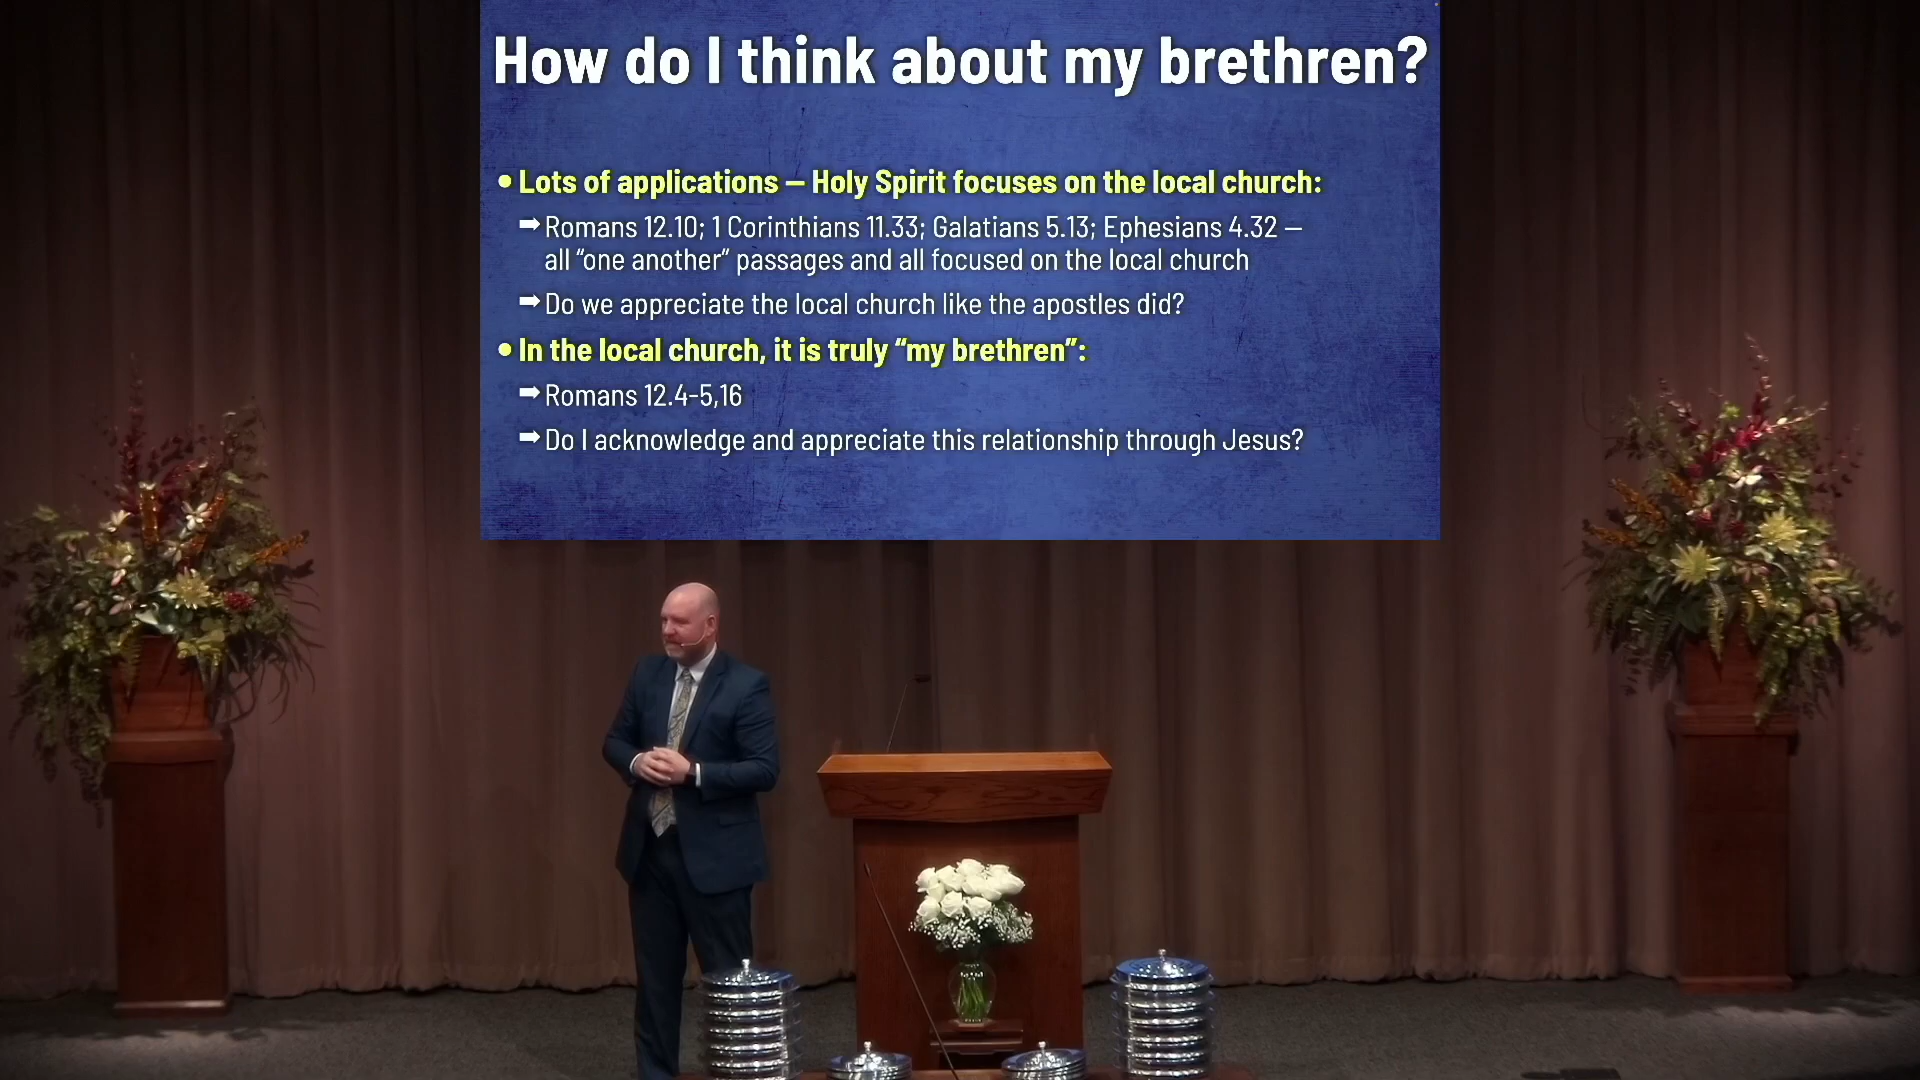 How do I think about my brethren?
• Lots of applications – Holy Spirit focuses on the local church:
➡ Romans 12.10; 1 Corinthians 11.33; Galatians 5.13; Ephesians 4.32 –
all “one another” passages and all focused on the local church
➡ Do we appreciate the local church like the apostles did?
• In the local church, it is truly “my brethren”:
➡ Romans 12.4-5,16
➡ Do I acknowledge and appreciate this relationship through Jesus?